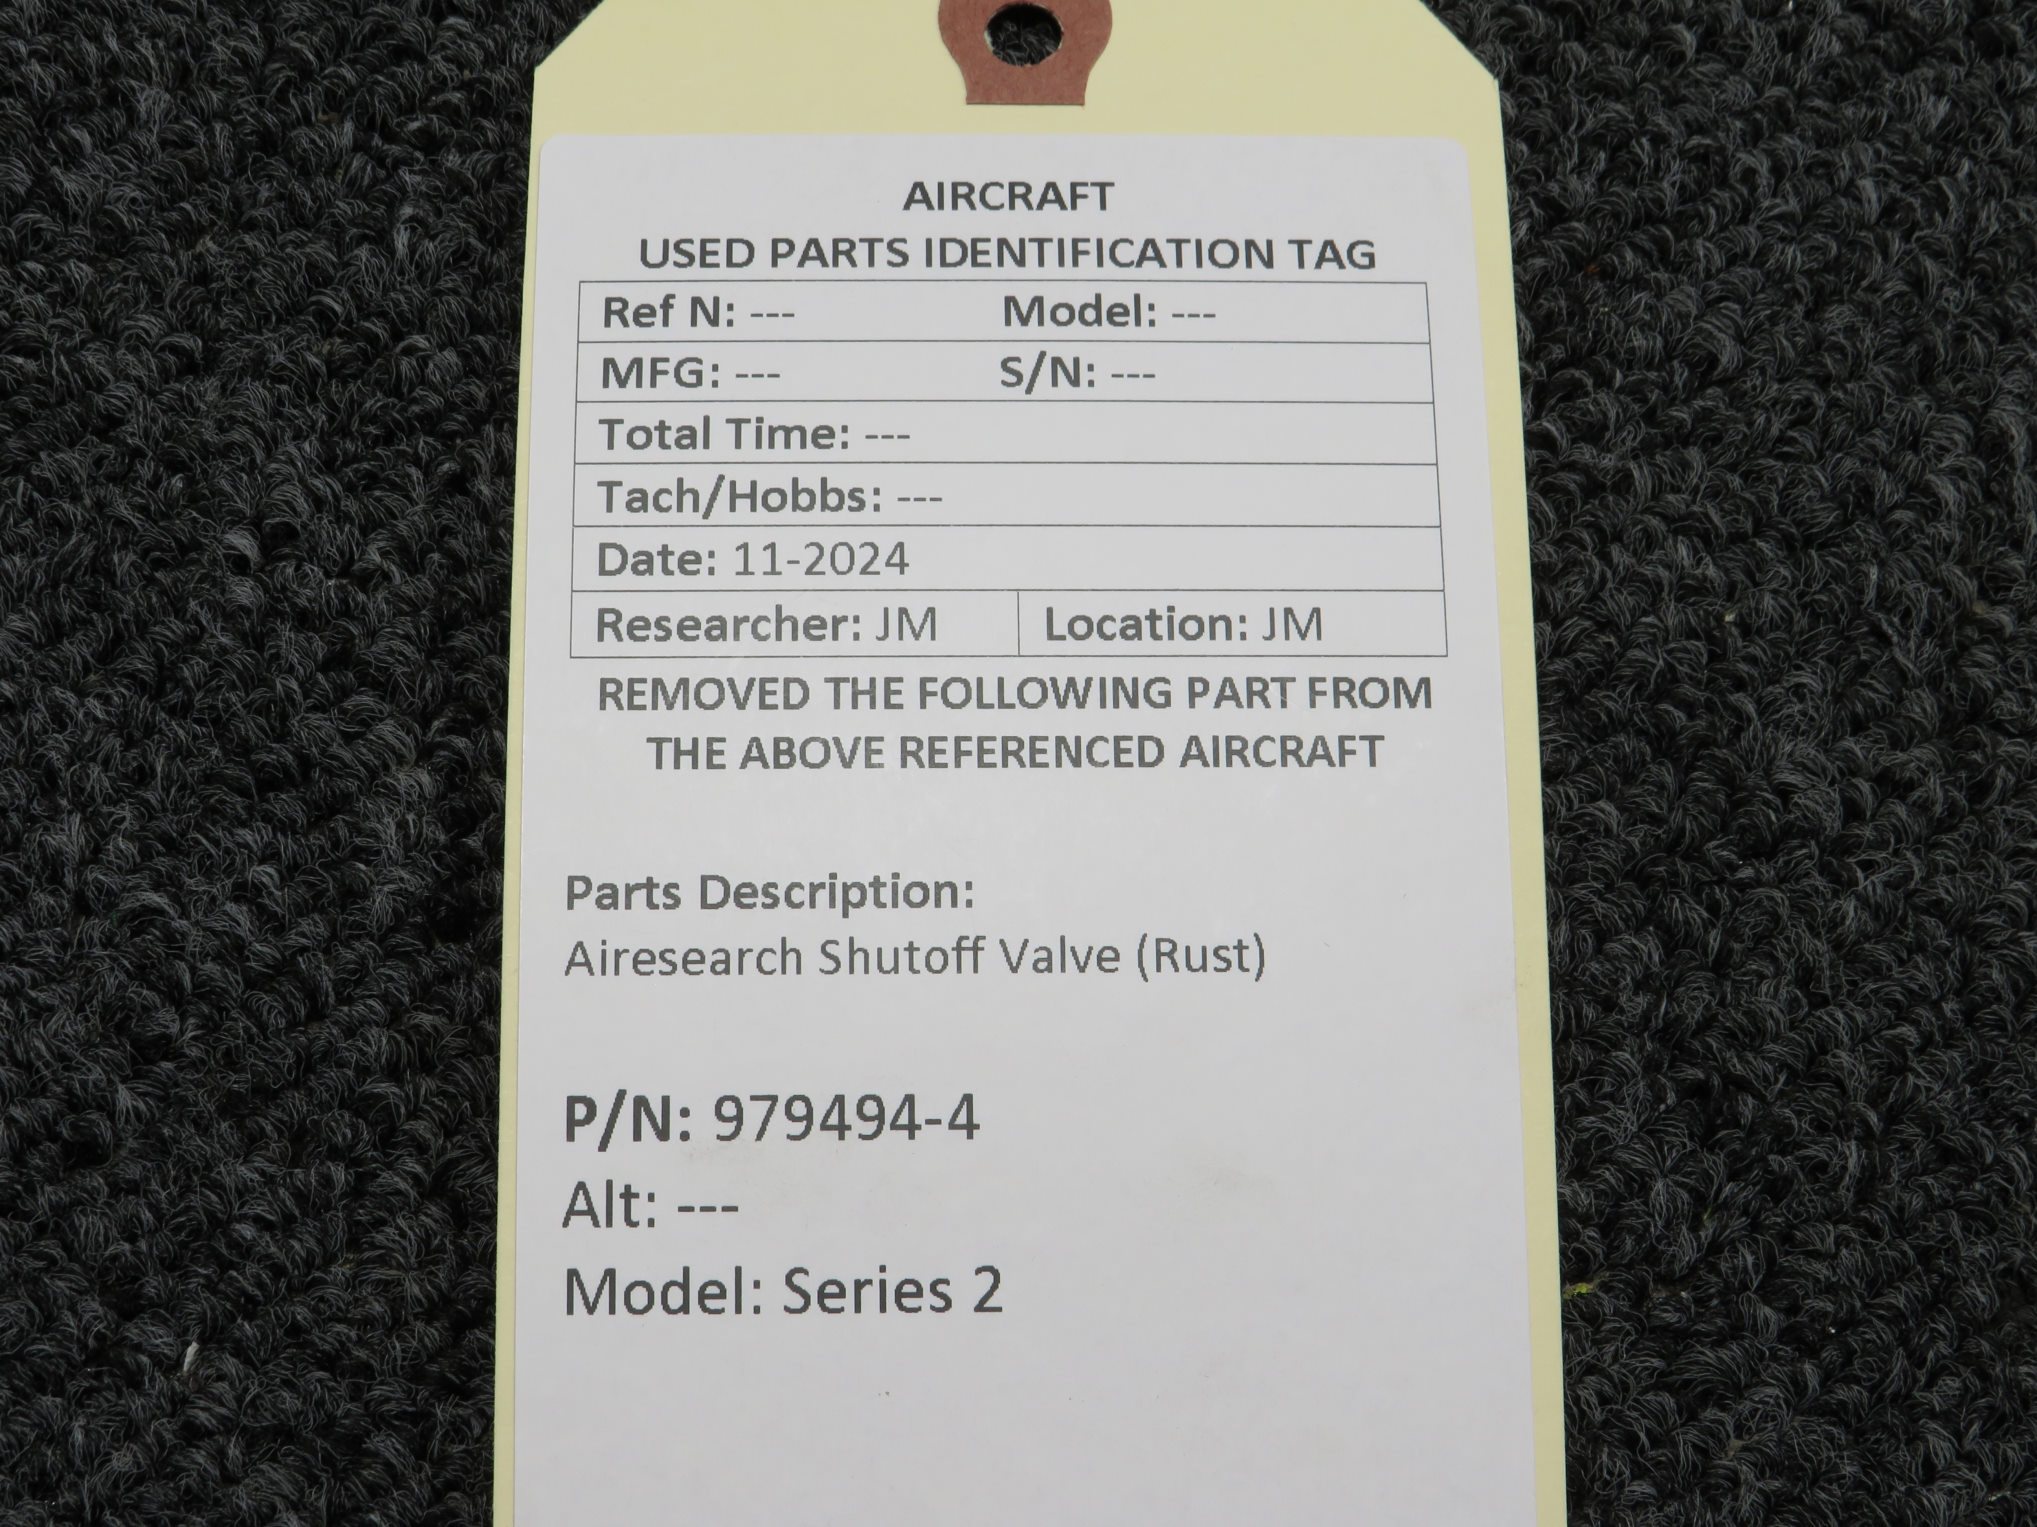 AIRCRAFT
USED PARTS IDENTIFICATION TAG
Ref N: --- Model: ---
MFG: --- S/N: ---
Total Time: ---
Tach/Hobbs: ---
Date: 11-2024
Researcher: JM Location: JM
REMOVED THE FOLLOWING PART FROM
THE ABOVE REFERENCED AIRCRAFT
Parts Description:
Airesearch Shutoff Valve (Rust)
P/N: 979494-4
Alt: ---
Model: Series 2